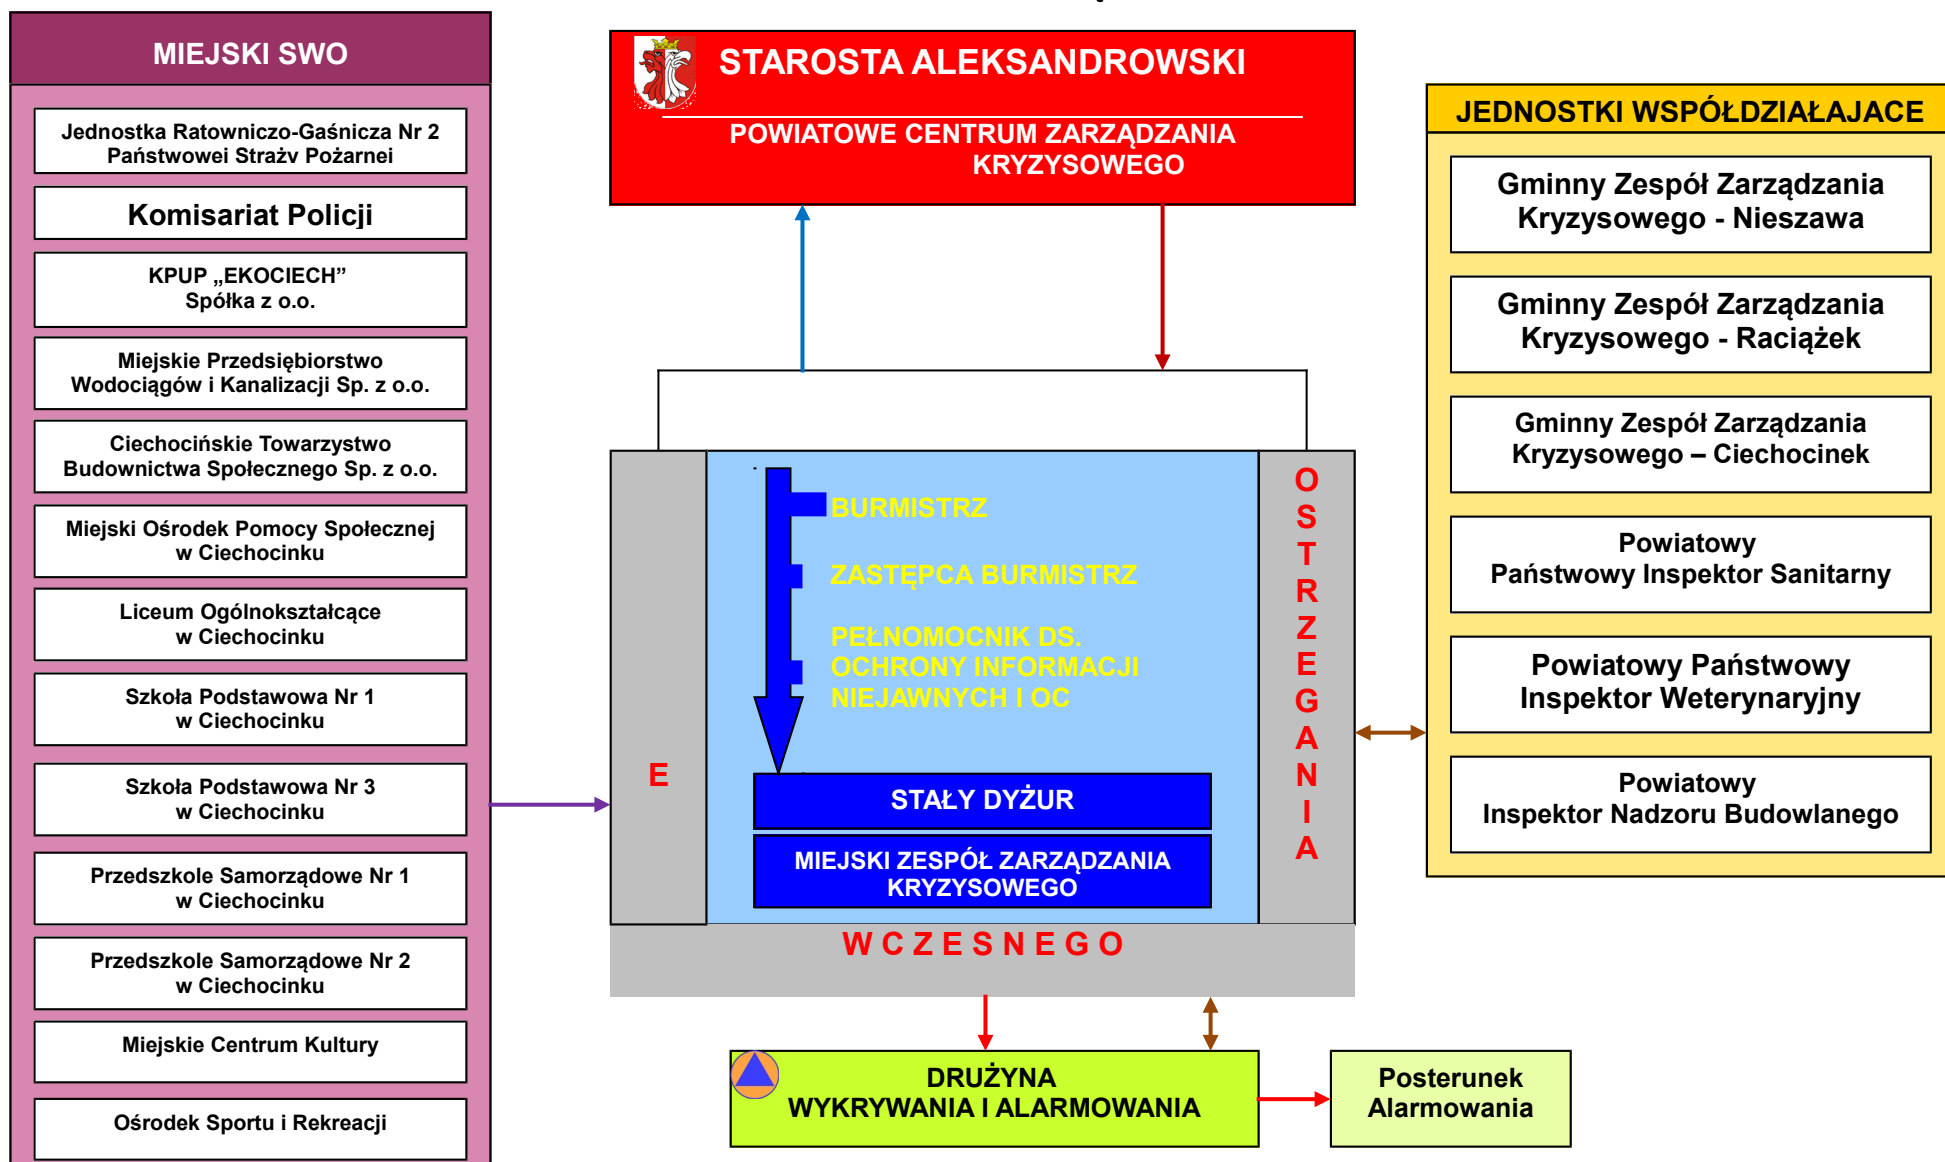 MIEJSKI SWO
Jednostka Ratowniczo-Gaśnicza Nr 2
Państwowej Straży Pożarnej
Komisariat Policji
KPUP „EKOCIECH”
Spółka z o.o.
Miejskie Przedsiębiorstwo
Wodociągów i Kanalizacji Sp. z o.o.
Ciechocińskie Towarzystwo
Budownictwa Społecznego Sp. z o.o.
Miejski Ośrodek Pomocy Społecznej
w Ciechocinku
Liceum Ogólnokształcące
w Ciechocinku
Szkoła Podstawowa Nr 1
w Ciechocinku
Szkoła Podstawowa Nr 3
w Ciechocinku
Przedszkole Samorządowe Nr 1
w Ciechocinku
Przedszkole Samorządowe Nr 2
w Ciechocinku
Miejskie Centrum Kultury
Ośrodek Sportu i Rekreacji
STAROSTA ALEKSANDROWSKI
POWIATOWE CENTRUM ZARZĄDZANIA
KRYZYSOWEGO
E
BURMISTRZ
ZASTĘPCA BURMISTRZ
PEŁNOMOCNIK DS.
OCHRONY INFORMACJI
NIEJAWNYCH I OC
STAŁY DYŻUR
MIEJSKI ZESPÓŁ ZARZĄDZANIA
KRYZYSOWEGO
O
S
T
R
Z
E
G
A
N
I
A
W C Z E S N E G O
DRUŻYNA
WYKRYWANIA I ALARMOWANIA
Posterunek
Alarmowania
JEDNOSTKI WSPÓŁDZIAŁAJACE
Gminny Zespół Zarządzania
Kryzysowego - Nieszawa
Gminny Zespół Zarządzania
Kryzysowego - Raciążek
Gminny Zespół Zarządzania
Kryzysowego – Ciechocinek
Powiatowy
Państwowy Inspektor Sanitarny
Powiatowy Państwowy
Inspektor Weterynaryjny
Powiatowy
Inspektor Nadzoru Budowlanego